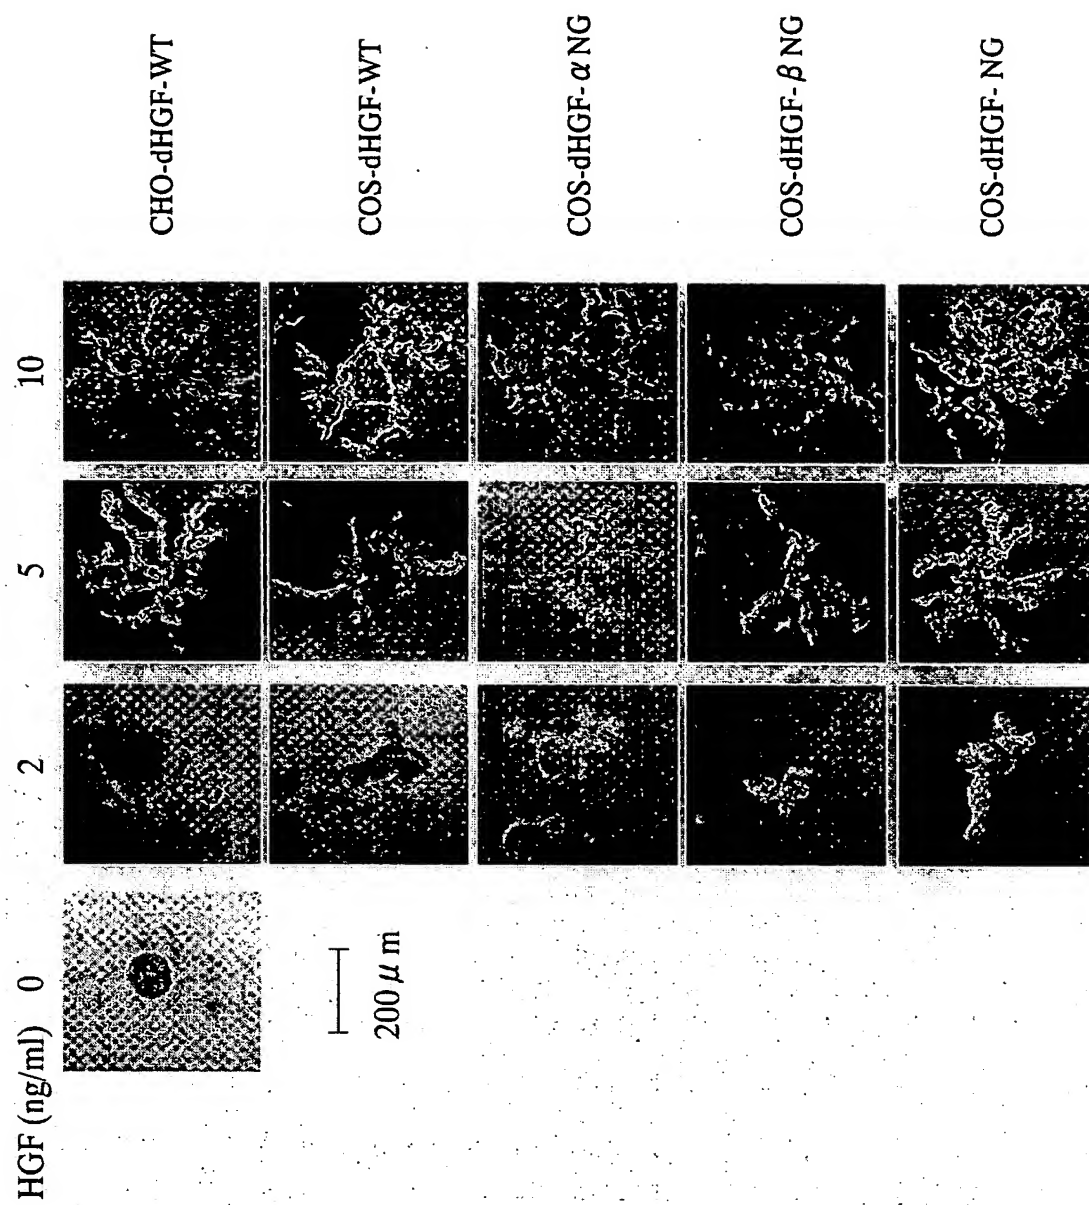 HGF (ng/ml) 0 2 5 10
CHO-dHGF-WT
COS-dHGF-WT
COS-dHGF- α NG
COS-dHGF- β NG
COS-dHGF- NG
200 μ m